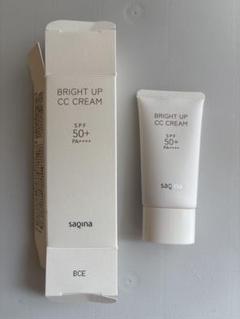 BRIGHT UP
CC CREAM
SPF
50+
PA++++
sagina
BCE
BRIGHT UP
CC CREAM
SPF
50+
PA++++
sagina